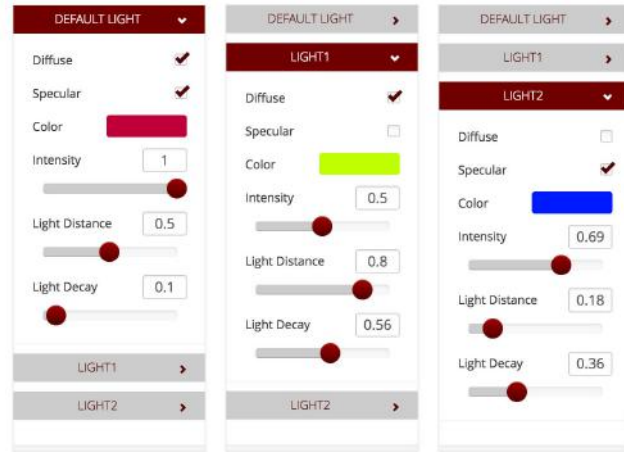 DEFAULT LIGHT
Diffuse
Specular
Color
Intensity 1
Light Distance 0.5
Light Decay 0.1
LIGHT1
LIGHT2
DEFAULT LIGHT
LIGHT1
Diffuse
Specular
Color
Intensity 0.5
Light Distance 0.8
Light Decay 0.56
LIGHT2
DEFAULT LIGHT
LIGHT1
LIGHT2
Diffuse
Specular
Color
Intensity 0.69
Light Distance 0.18
Light Decay 0.36